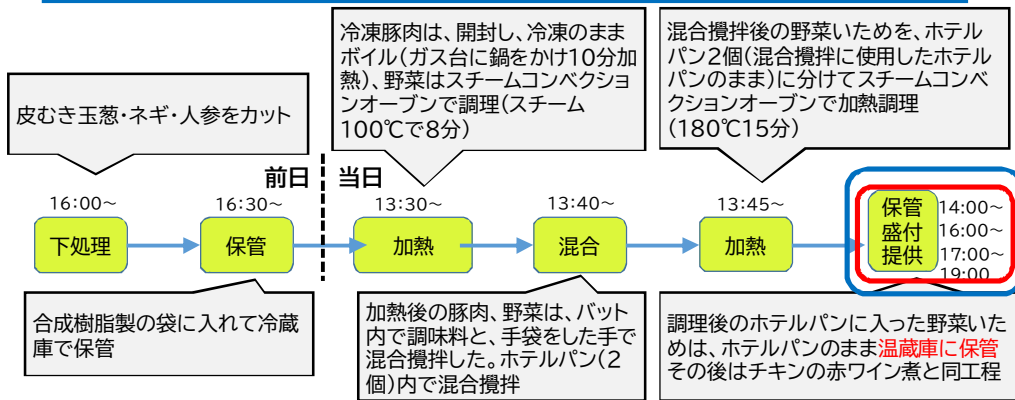 冷凍豚肉は、開封し、冷凍のまま
ボイル(ガス台に鍋をかけ10分加
熱)、野菜はスチームコンベクショ
ンオーブンで調理(スチーム
100℃で8分)
混合攪拌後の野菜いためを、ホテル
パン2個(混合攪拌に使用したホテル
パンのまま)に分けてスチームコンベ
クションオーブンで加熱調理
(180℃15分)
皮むき玉葱・ネギ・人参をカット
前日
当日
16:00~
16:30~
13:30~
13:40~
13:45~
下処理
保管
加熱
混合
加熱
保管 14:00~
盛付 16:00~
提供 17:00~
19:00
合成樹脂製の袋に入れて冷蔵
庫で保管
加熱後の豚肉、野菜は、バット
内で調味料と、手袋をした手で
混合攪拌した。ホテルパン(2
個)内で混合攪拌
調理後のホテルパンに入った野菜いた
めは、ホテルパンのまま温蔵庫に保管
その後はチキンの赤ワイン煮と同工程